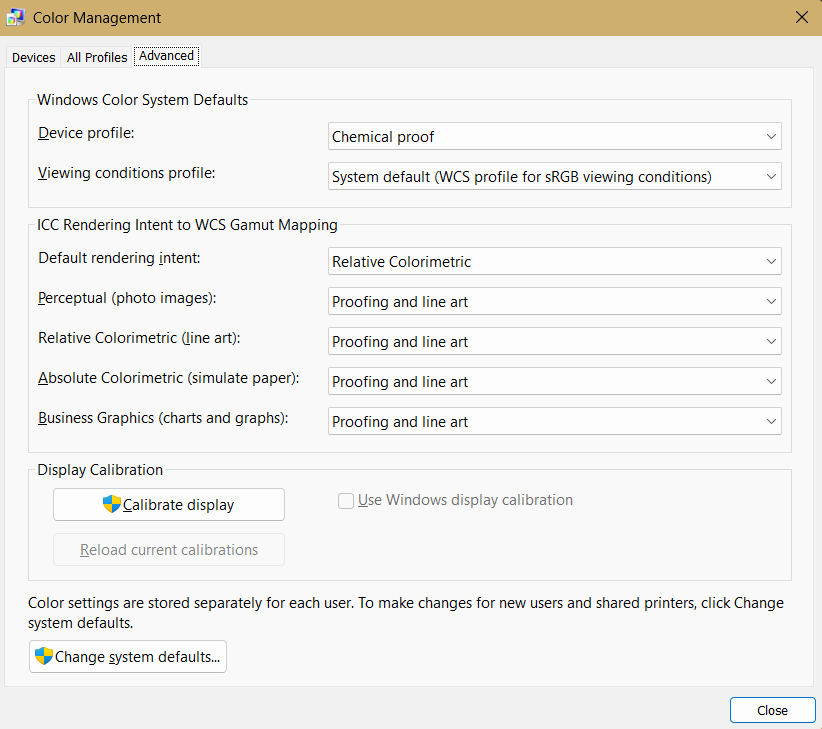 Color Management
Devices All Profiles Advanced
Windows Color System Defaults
Device profile: Chemical proof
Viewing conditions profile: System default (WCS profile for sRGB viewing conditions)
ICC Rendering Intent to WCS Gamut Mapping
Default rendering intent: Relative Colorimetric
Perceptual (photo images): Proofing and line art
Relative Colorimetric (line art): Proofing and line art
Absolute Colorimetric (simulate paper): Proofing and line art
Business Graphics (charts and graphs): Proofing and line art
Display Calibration
Calibrate display Use Windows display calibration
Reload current calibrations
Color settings are stored separately for each user. To make changes for new users and shared printers, click Change
system defaults.
Change system defaults...
Close